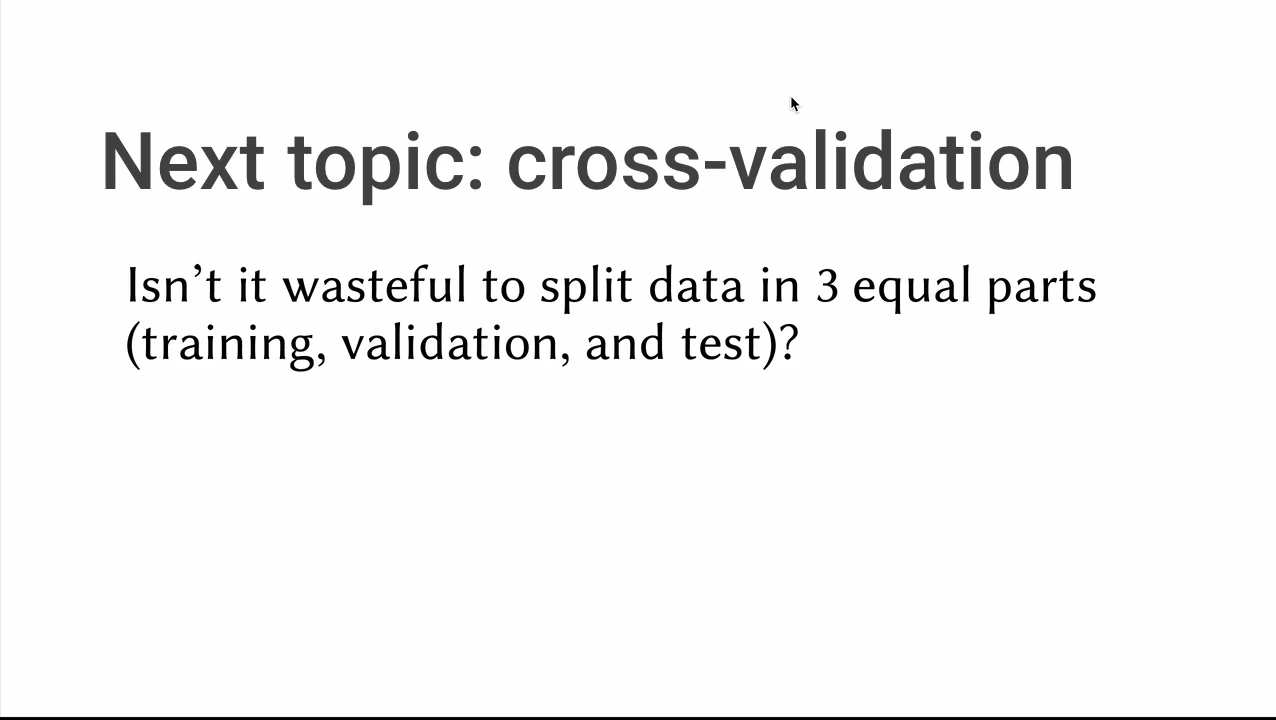 Next topic: cross-validation
Isn’t it wasteful to split data in 3 equal parts
(training, validation, and test)?